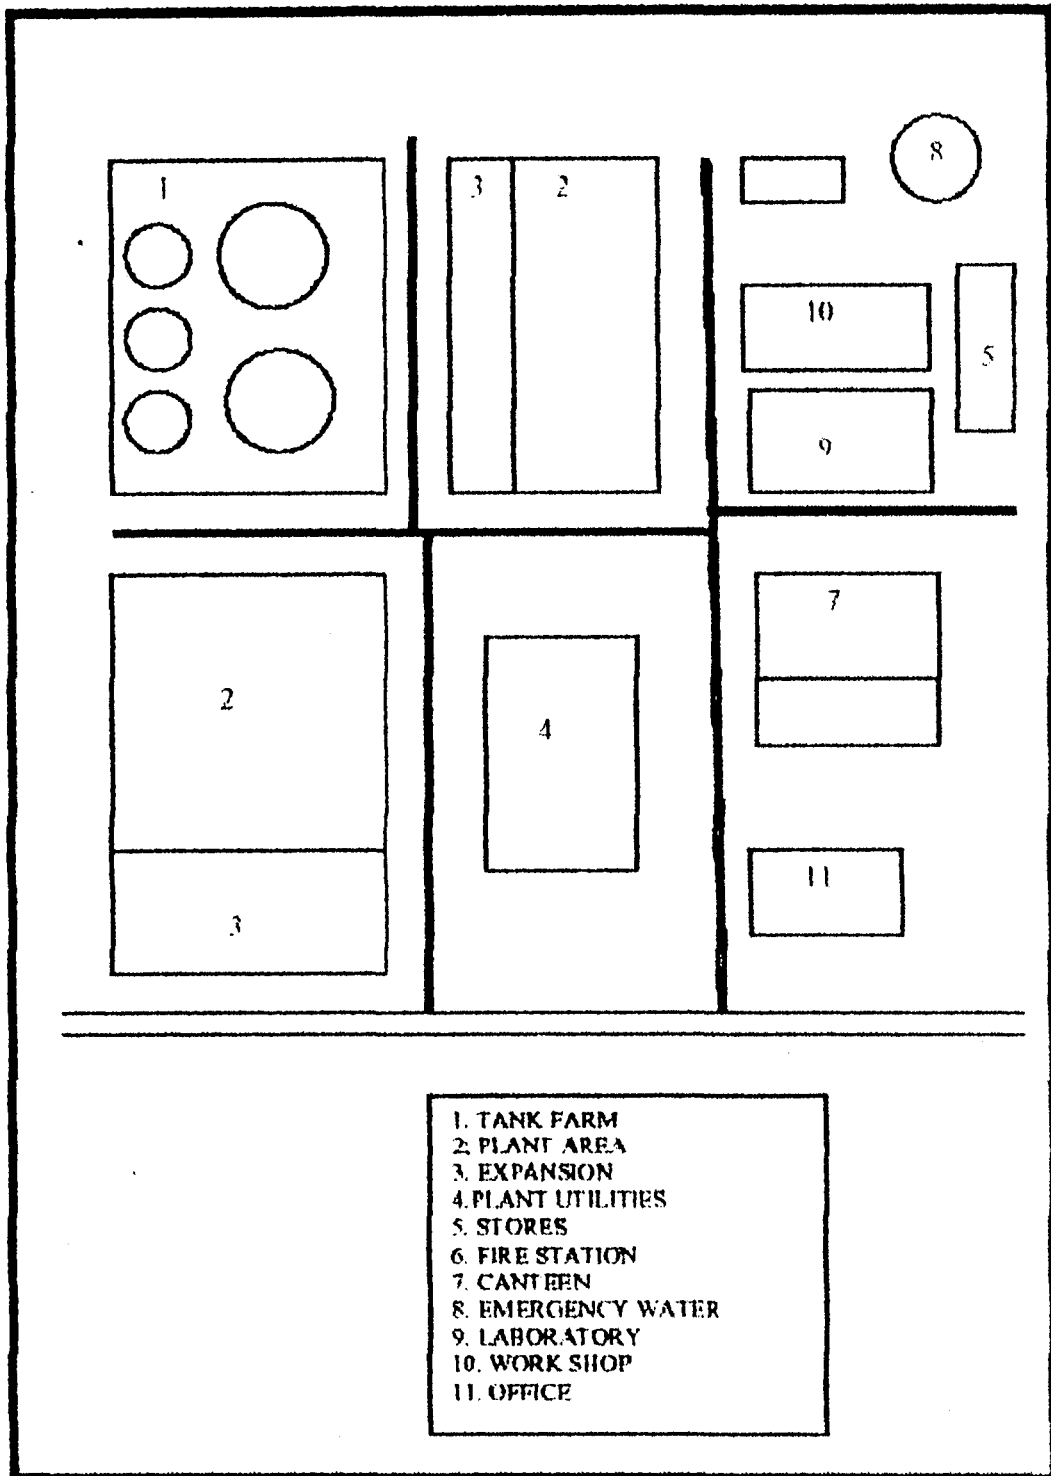 1
3 2
8
10
5
9
2
4
7
3
11
1. TANK FARM
2; PLANT AREA
3. EXPANSION
4. PLANT UTILITIES
5. STORES
6. FIRE STATION
7. CANTEEN
8. EMERGENCY WATER
9. LABORATORY
10. WORK SHOP
11. OFFICE